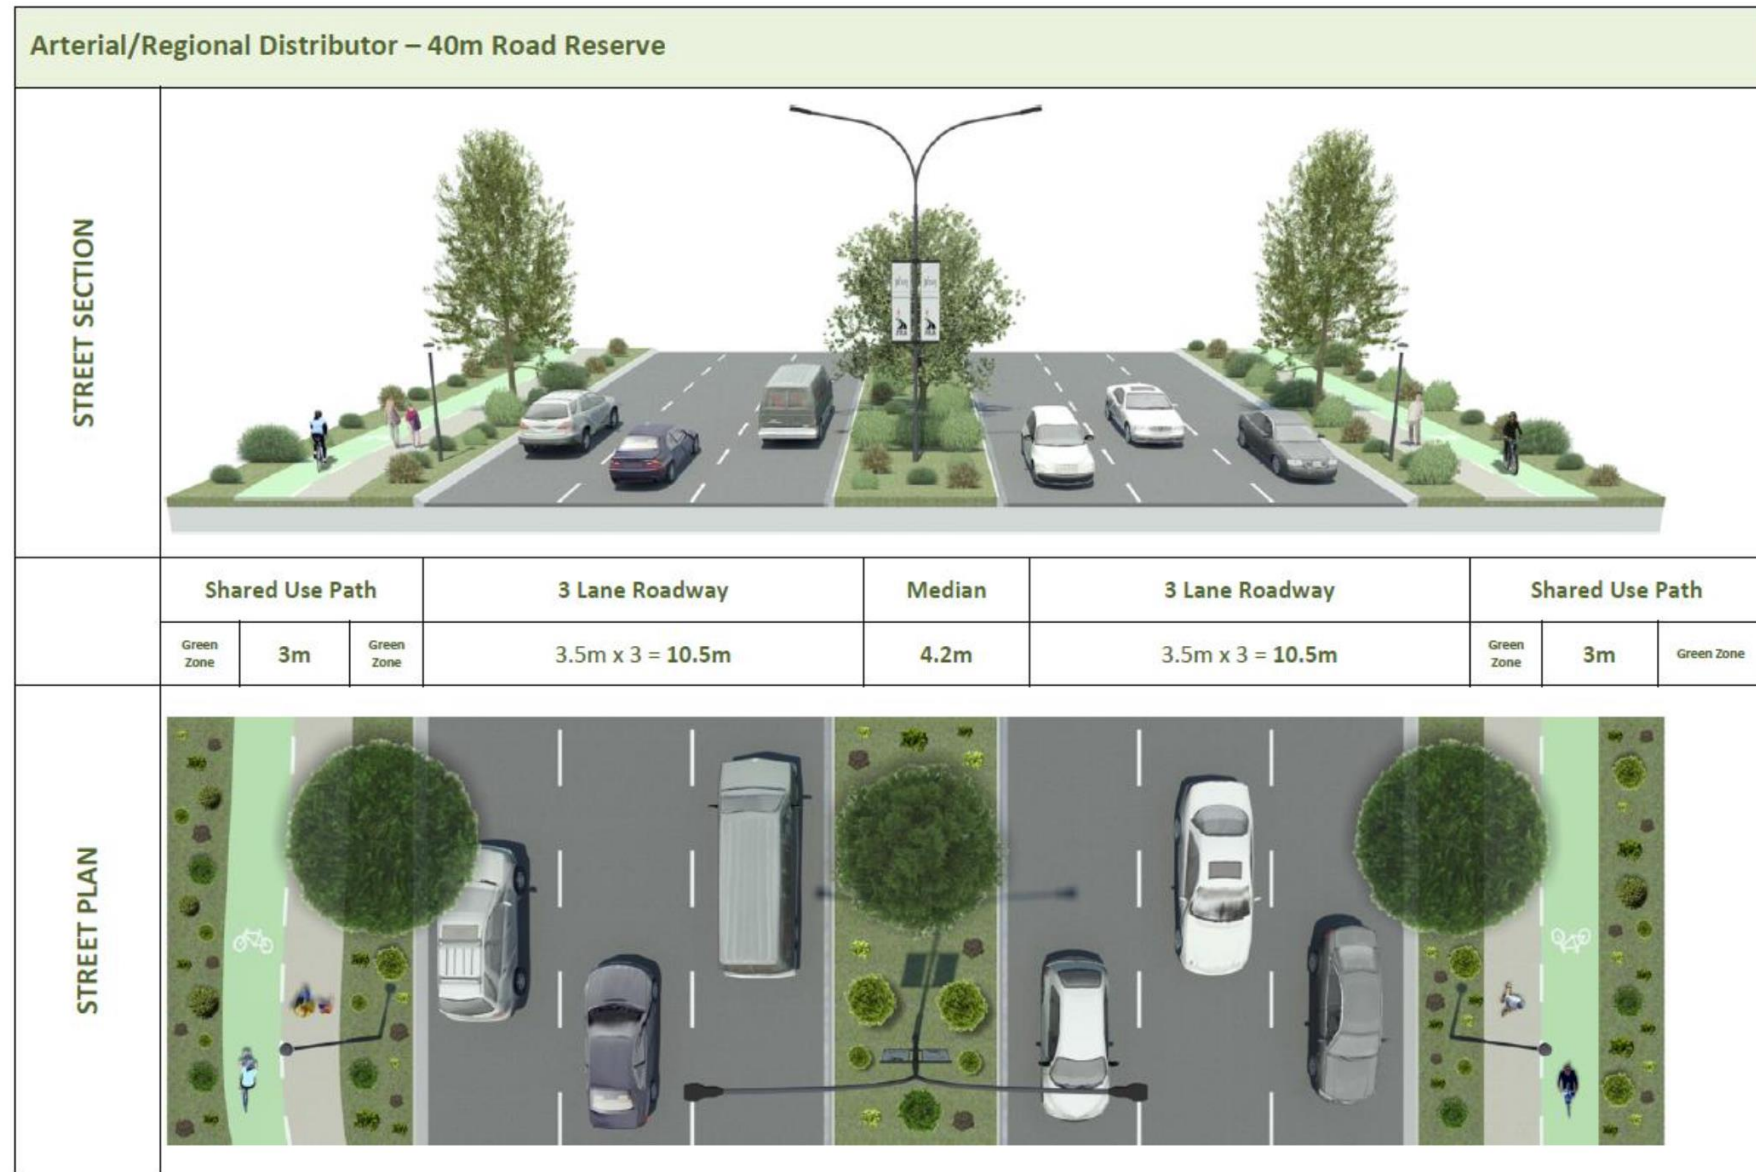 Arterial/Regional Distributor – 40m Road Reserve
STREET SECTION
Shared Use Path
3 Lane Roadway
Median
3 Lane Roadway
Shared Use Path
Green
Zone
3m
Green
Zone
3.5m x 3 = 10.5m
4.2m
3.5m x 3 = 10.5m
Green
Zone
3m
Green Zone
STREET PLAN